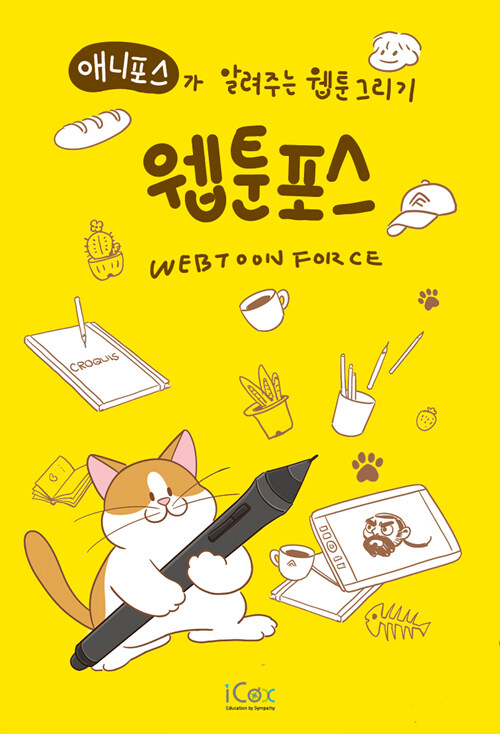 애니포스가 알려주는 웹툰그리기
웹툰포스
WEBTOON FORCE
CROQUIS
iCox
Education by Sympathy